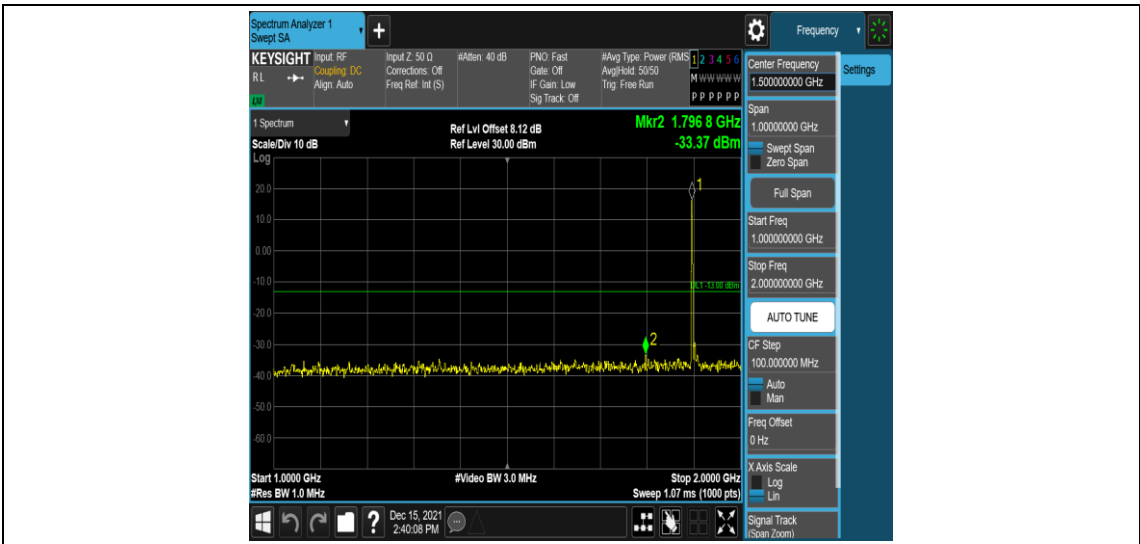 Spectrum Analyzer 1
Swept SA
+
Frequency
KEYSIGHT
RL
Input: RF
Coupling: DC
Align: Auto
Input Z: 50 Ω
Corrections: Off
Freq Ref: Int (S)
#Atten: 40 dB
PNO: Fast
Gate: Off
IF Gain: Low
Sig Track: Off
#Avg Type: Power (RMS
Avg|Hold: 50/50
Trig: Free Run
1 2 3 4 5 6
M W W W W W
P P P P P P
1 Spectrum
Scale/Div 10 dB
Log
Ref Lvl Offset 8.12 dB
Ref Level 30.00 dBm
Mkr2 1.796 8 GHz
-33.37 dBm
20.0
10.0
0.00
-10.0
-20.0
-30.0
-40.0
-50.0
-60.0
1
DL1 -13.00 dBm
2
Start 1.0000 GHz
#Res BW 1.0 MHz
#Video BW 3.0 MHz
Stop 2.0000 GHz
Sweep 1.07 ms (1000 pts)
?
Dec 15, 2021
2:40:08 PM
Center Frequency
1.500000000 GHz
Settings
Span
1.00000000 GHz
Swept Span
Zero Span
Full Span
Start Freq
1.000000000 GHz
Stop Freq
2.000000000 GHz
AUTO TUNE
CF Step
100.000000 MHz
Auto
Man
Freq Offset
0 Hz
X Axis Scale
Log
Lin
Signal Track
(Span Zoom)